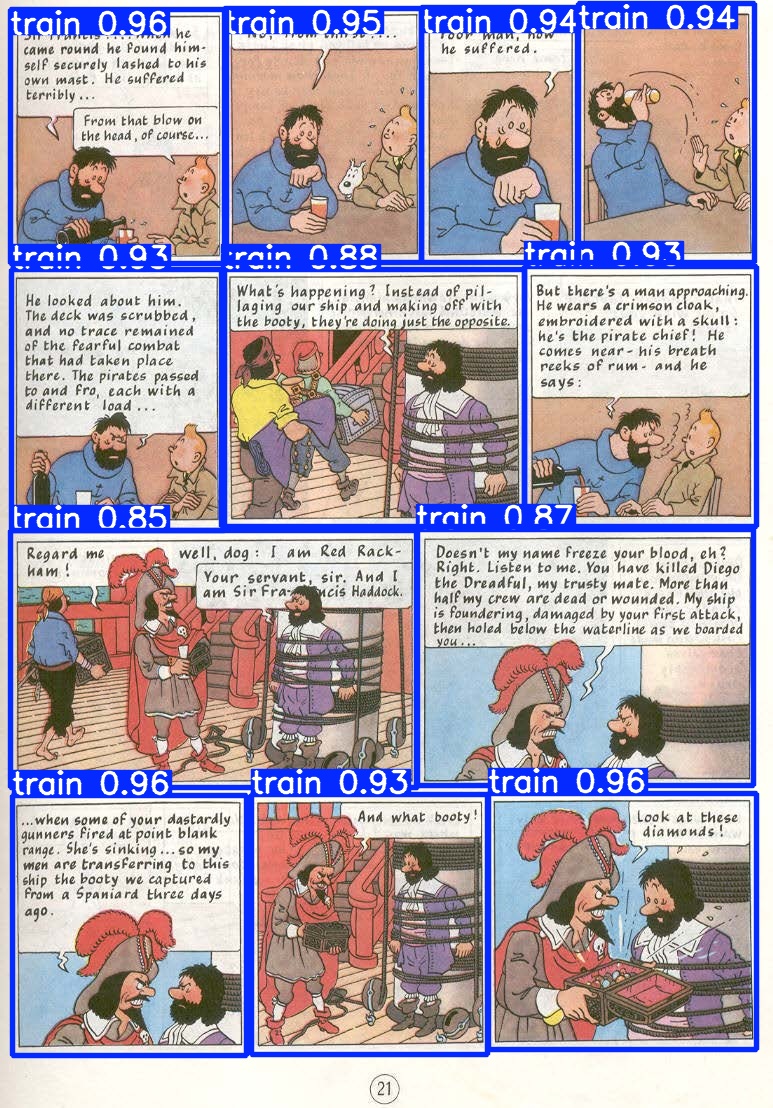 train 0.96
train 0.95
train 0.94
train 0.94
he
came round he found him-
self securely lashed to his
own mast. He suffered
terribly...
From that blow on
the head, of course...
he suffered.
train 0.93
train 0.88
train 0.93
He looked about him.
The deck was scrubbed,
and no trace remained
of the fearful combat
that had taken place
there. The pirates passed
to and fro, each with a
different load...
What's happening? Instead of pil-
laging our ship and making off with
the booty, they're doing just the opposite.
But there's a man approaching.
He wears a crimson cloak,
embroidered with a skull:
he's the pirate chief! He
comes near - his breath
reeks of rum - and he
says:
train 0.85
train 0.87
Regard me well, dog: I am Red Rack-
ham!
Your servant, sir. And I
am Sir Fra- ncis Haddock.
Doesn't my name freeze your blood, eh?
Right. Listen to me. You have killed Diego
the Dreadful, my trusty mate. More than
half my crew are dead or wounded. My ship
is foundering, damaged by your first attack,
then holed below the waterline as we boarded
you...
train 0.96
train 0.93
train 0.96
...when some of your dastardly
gunners fired at point blank
range. She's sinking...so my
men are transferring to this
ship the booty we captured
from a Spaniard three days
ago.
And what booty!
Look at these
diamonds!
21